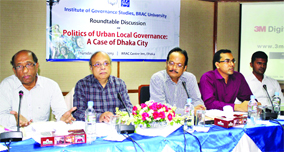 Institute of Governance Studies, BRAC University
Roundtable Discussion
on
Politics of Urban Local Governance:
A Case of Dhaka City
BRAC Centre Inn, Dhaka
3M Digi